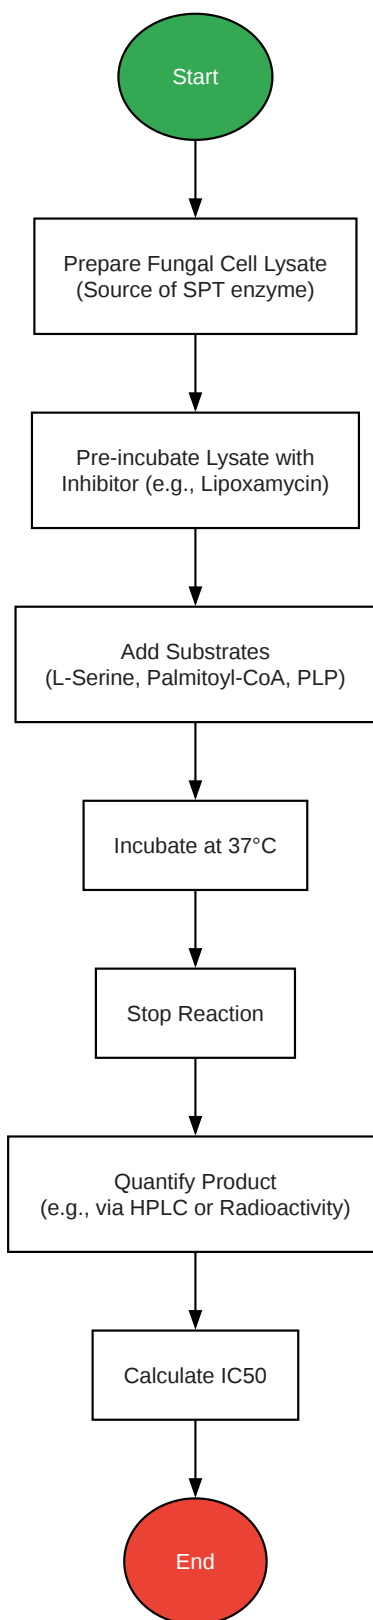 Start
Prepare Fungal Cell Lysate
(Source of SPT enzyme)
Pre-incubate Lysate with
Inhibitor (e.g., Lipoxamycin)
Add Substrates
(L-Serine, Palmitoyl-CoA, PLP)
Incubate at 37°C
Stop Reaction
Quantify Product
(e.g., via HPLC or Radioactivity)
Calculate IC50
End